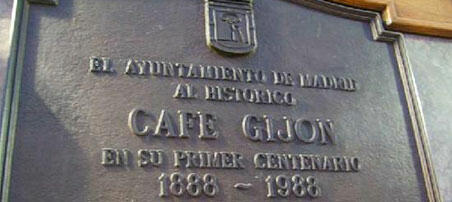 EL AYUNTAMIENTO DE MADRID
AL HISTORICO
CAFE GIJON
EN SU PRIMER CENTENARIO
1888 - 1988